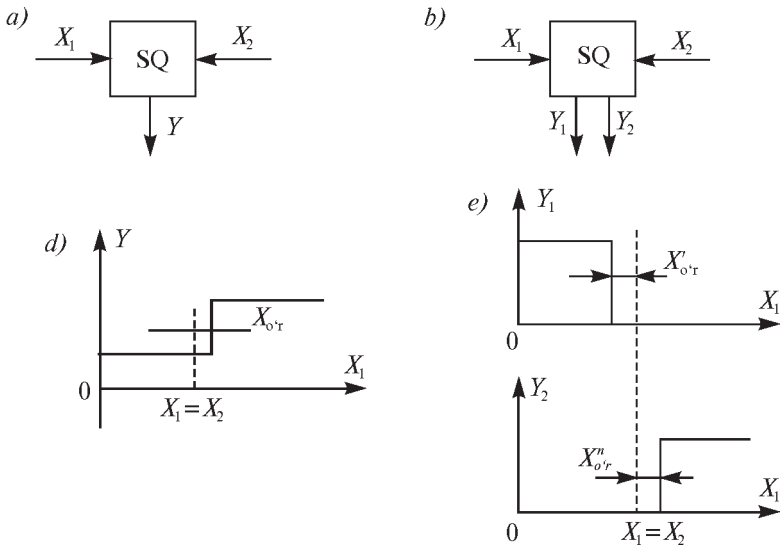 a)
X₁ SQ X₂
Y
b)
X₁ SQ X₂
Y₁ Y₂
d)
Y
Xo‘r
X₁
0
X₁ = X₂
e)
Y₁
X′o‘r
X₁
0
Y₂
Xⁿo‘r
X₁
0
X₁ = X₂